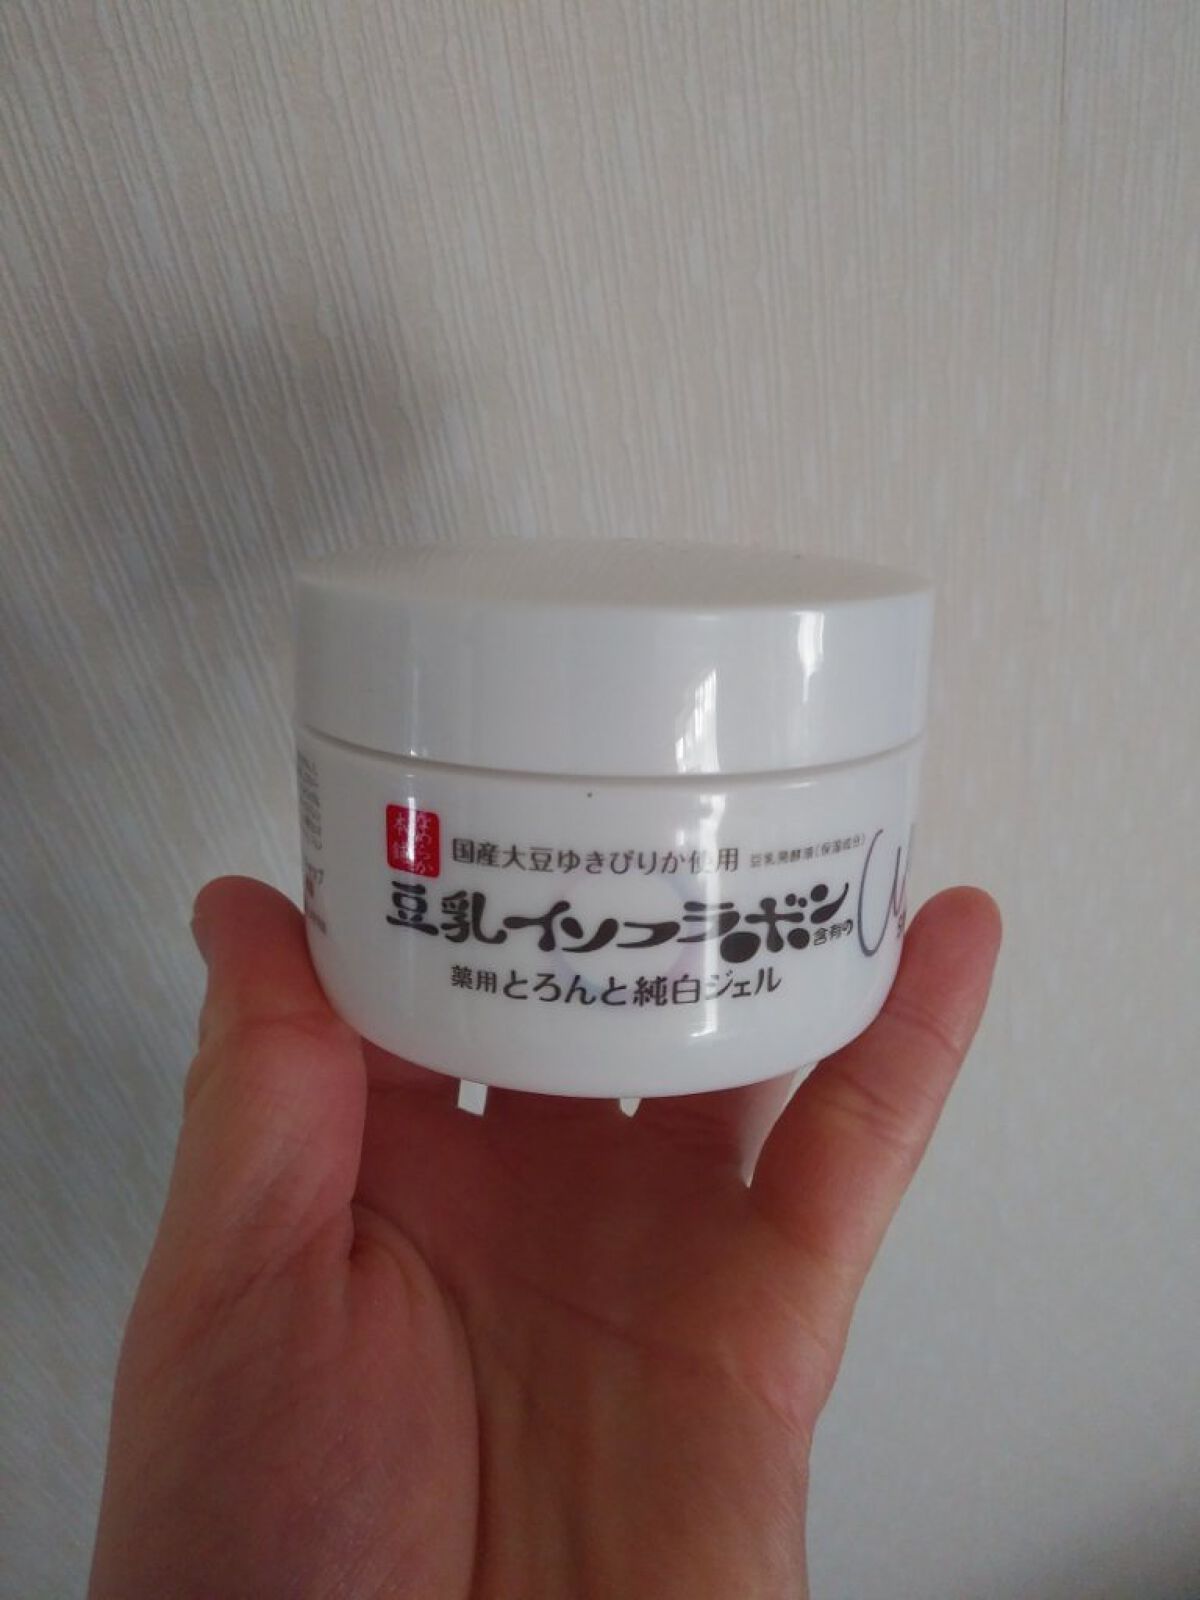 なめらか
本舗
国産大豆ゆきぴりか使用 豆乳発酵液(保湿成分)
豆乳イソフラボン含有の
薬用とろんと純白ジェル